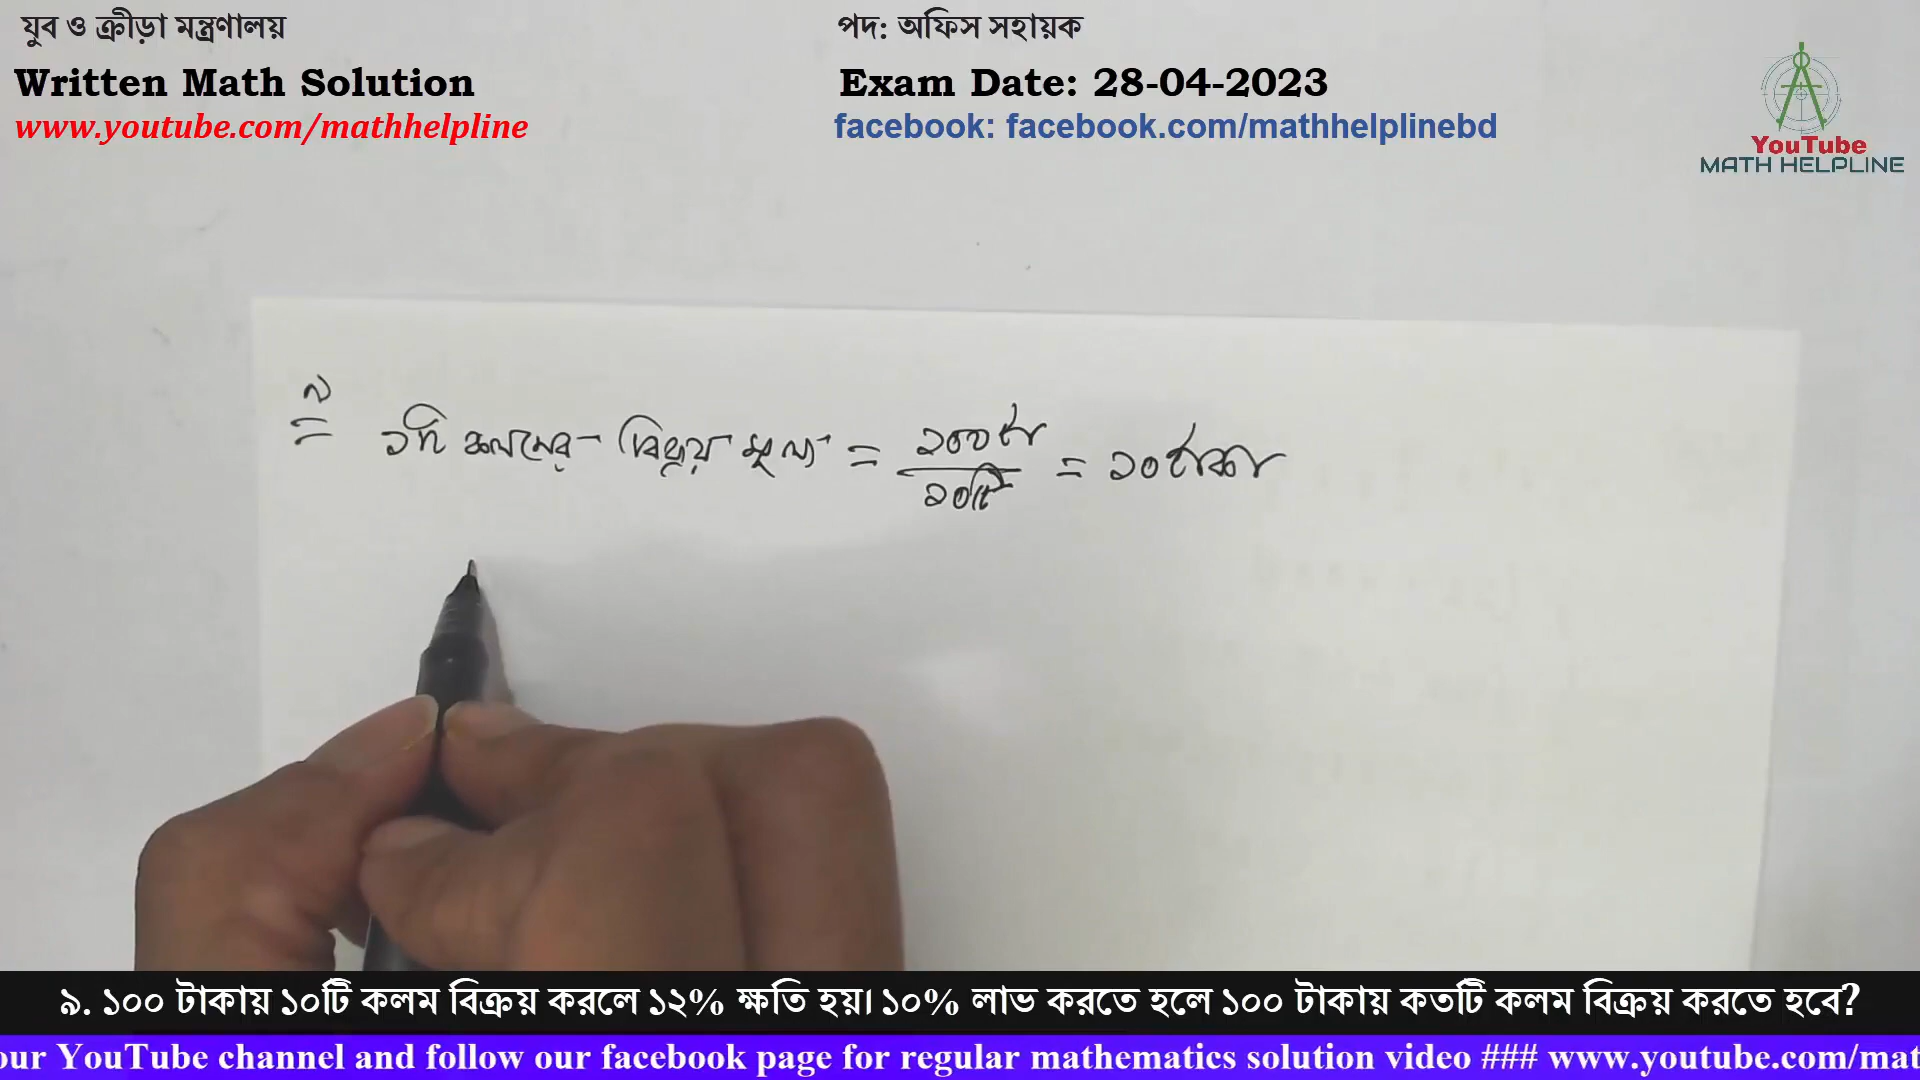 যুব ও ক্রীড়া মন্ত্রণালয়
পদ: অফিস সহায়ক
Written Math Solution
Exam Date: 28-04-2023
www.youtube.com/mathhelpline
facebook: facebook.com/mathhelplinebd
YouTube
MATH HELPLINE
১টি কলমের বিক্রয় মূল্য = ১০০টা / ১০টি = ১০টাকা
৯. ১০০ টাকায় ১০টি কলম বিক্রয় করলে ১২% ক্ষতি হয়। ১০% লাভ করতে হলে ১০০ টাকায় কতটি কলম বিক্রয় করতে হবে?
our YouTube channel and follow our facebook page for regular mathematics solution video ### www.youtube.com/mat